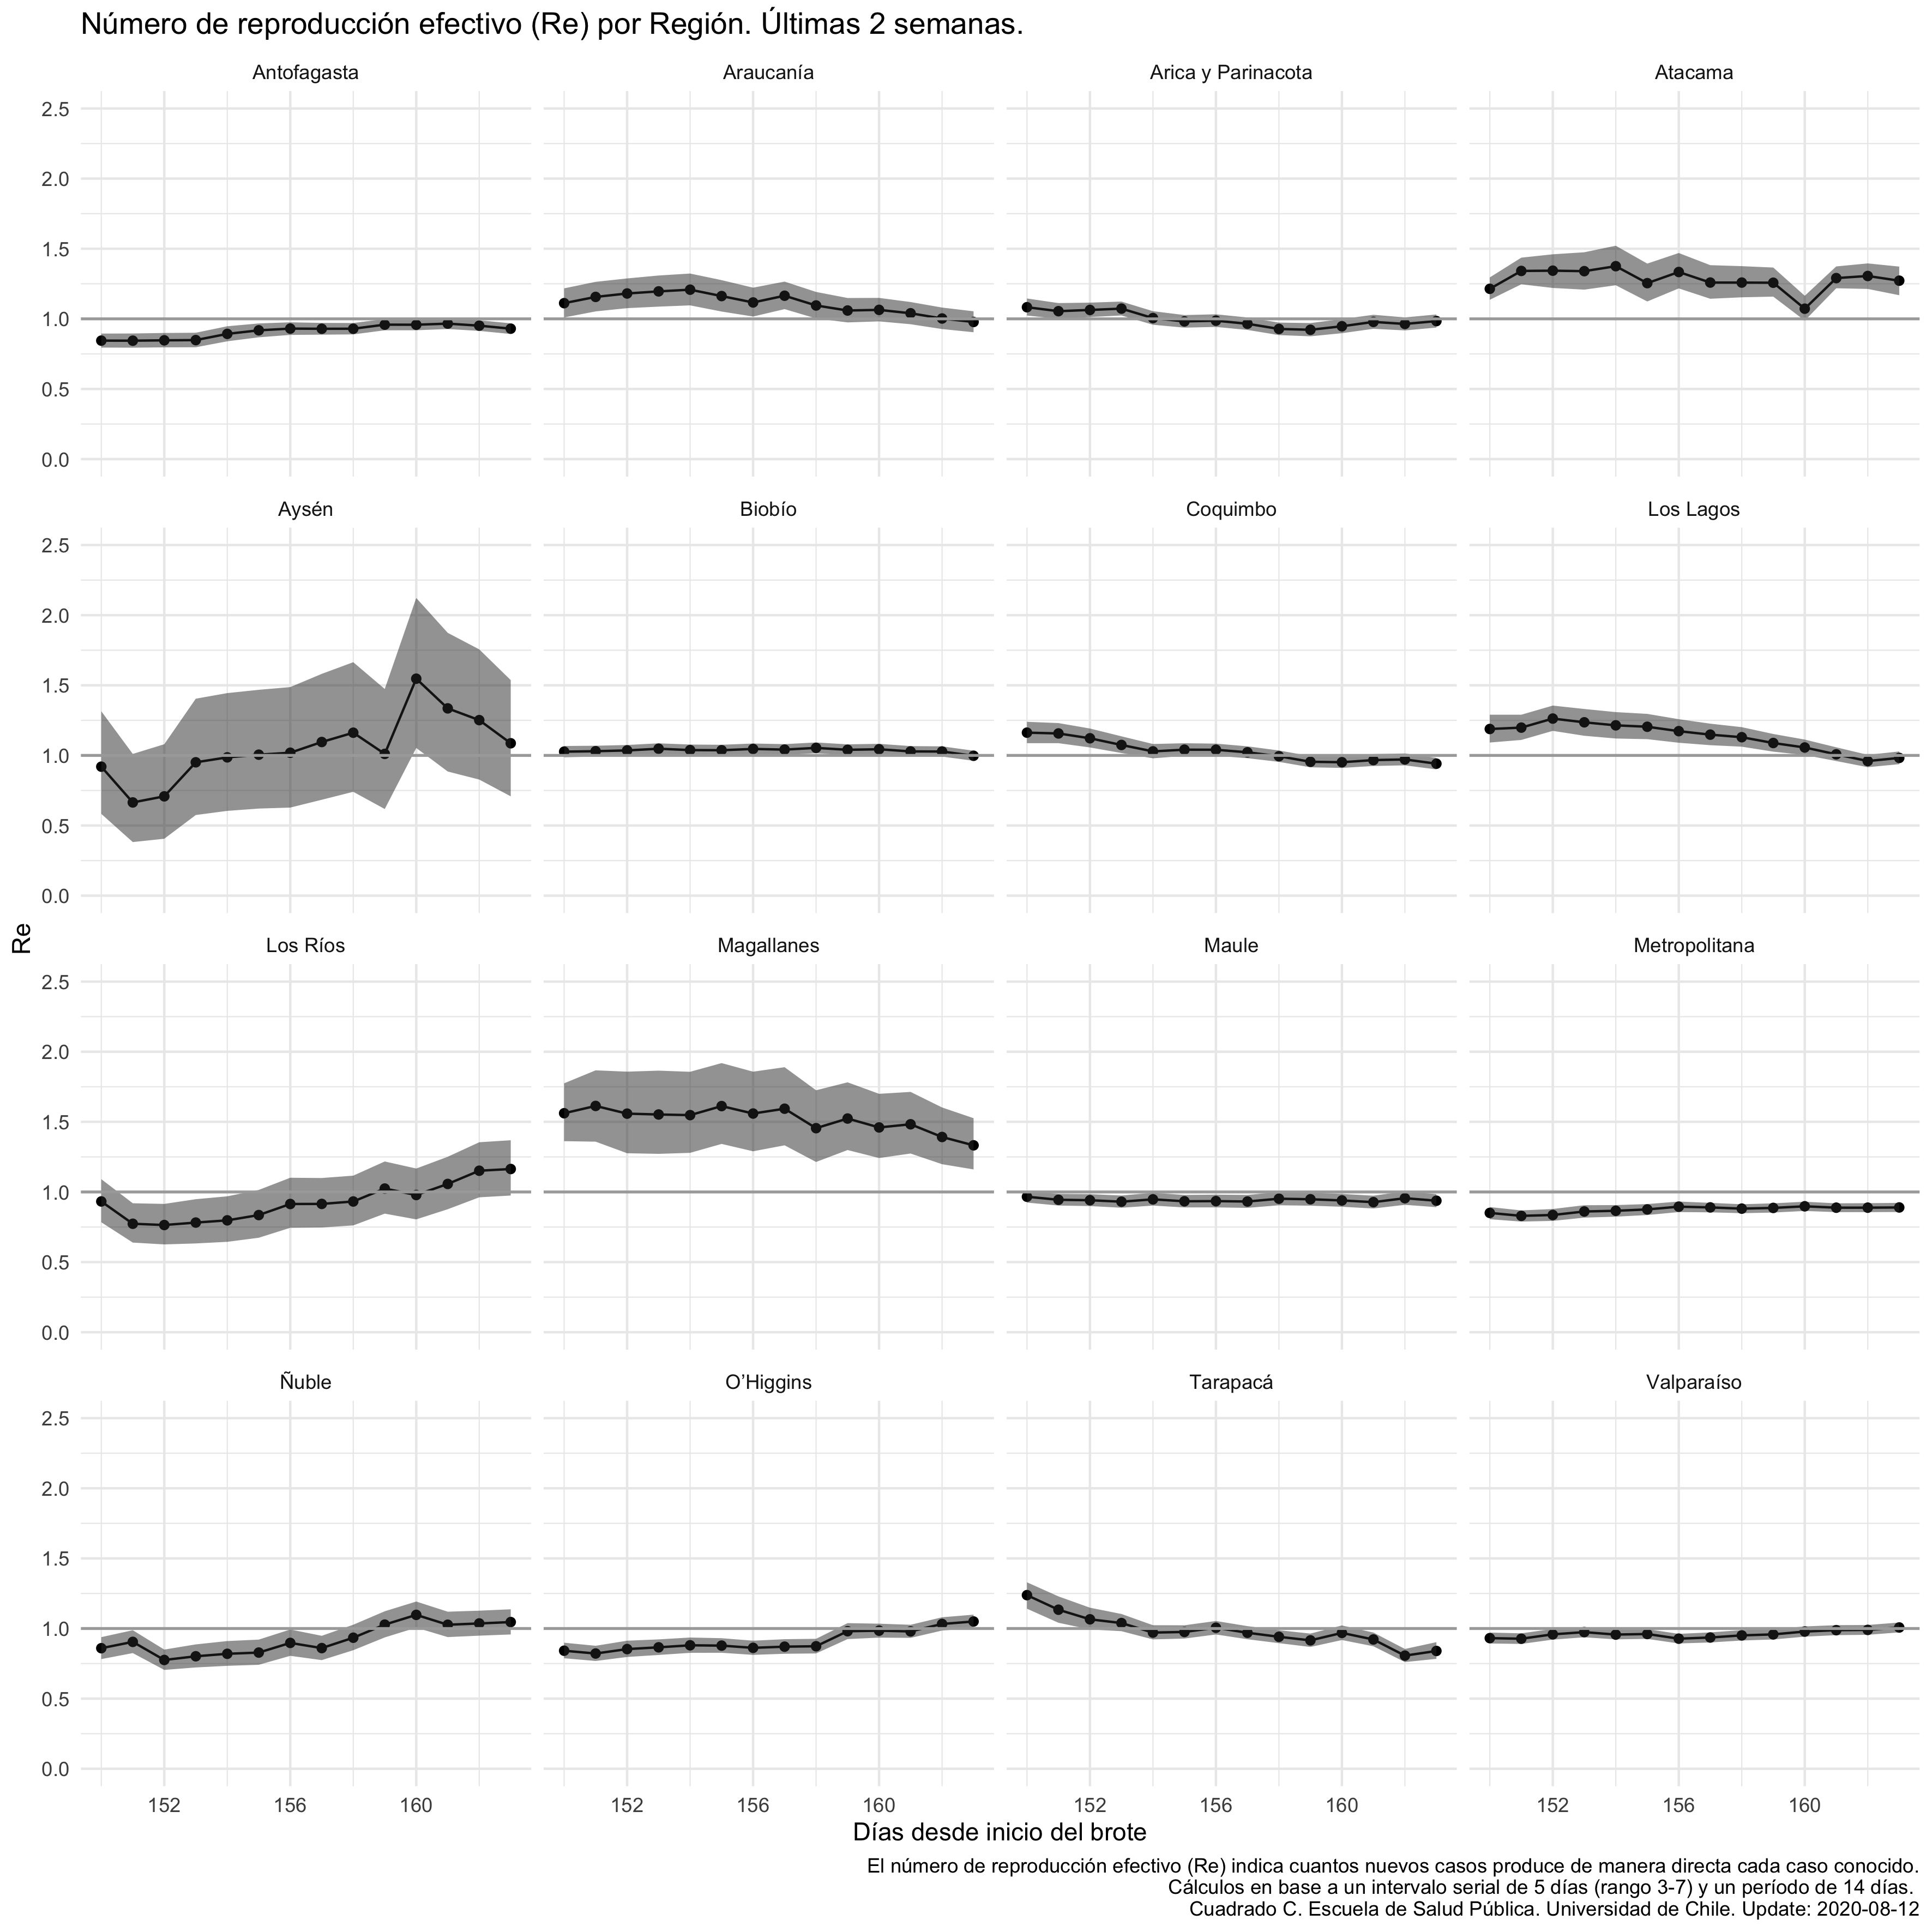 Número de reproducción efectivo (Re) por Región. Últimas 2 semanas.
Antofagasta Araucanía Arica y Parinacota Atacama
2.5
2.0
1.5
1.0
0.5
0.0
Aysén Biobío Coquimbo Los Lagos
2.5
2.0
1.5
1.0
0.5
0.0
Re
Los Ríos Magallanes Maule Metropolitana
2.5
2.0
1.5
1.0
0.5
0.0
Ñuble O’Higgins Tarapacá Valparaíso
2.5
2.0
1.5
1.0
0.5
0.0
152 156 160 152 156 160 152 156 160 152 156 160
Días desde inicio del brote
El número de reproducción efectivo (Re) indica cuantos nuevos casos produce de manera directa cada caso conocido.
Cálculos en base a un intervalo serial de 5 días (rango 3-7) y un período de 14 días.
Cuadrado C. Escuela de Salud Pública. Universidad de Chile. Update: 2020-08-12